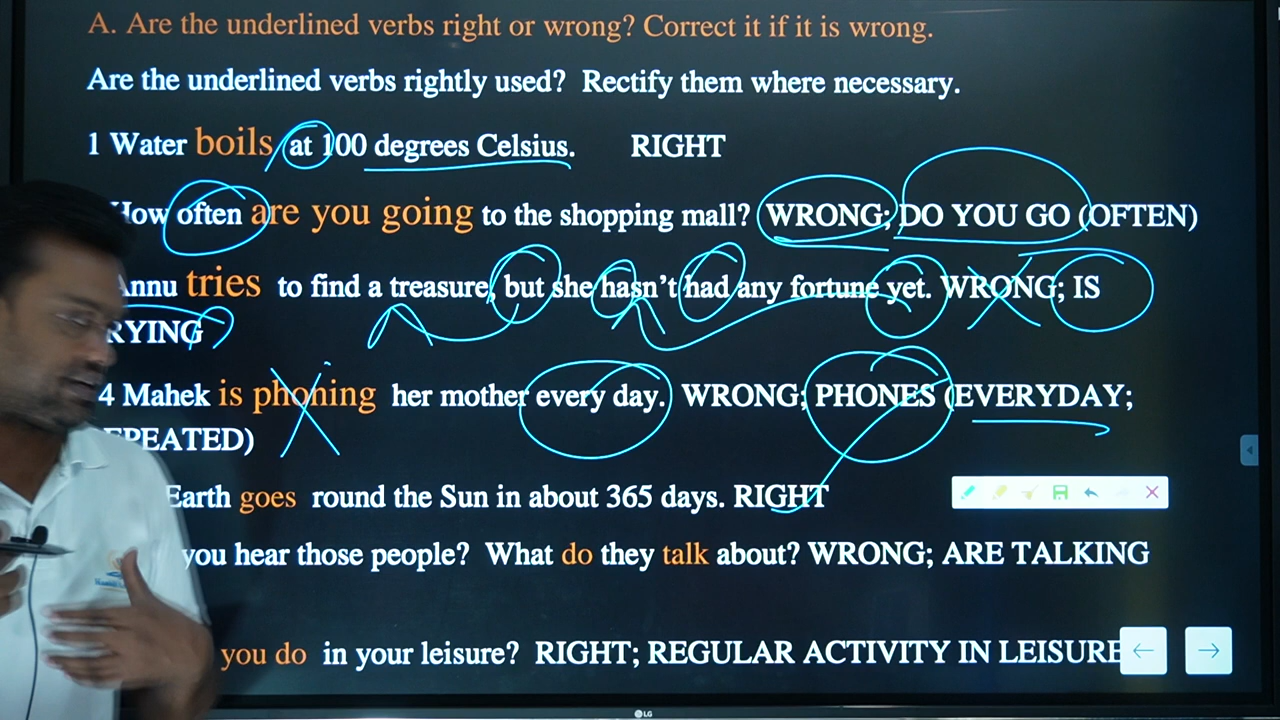 A. Are the underlined verbs right or wrong? Correct it if it is wrong.
Are the underlined verbs rightly used? Rectify them where necessary.
1 Water boils at 100 degrees Celsius. RIGHT
How often are you going to the shopping mall? WRONG; DO YOU GO (OFTEN)
Annu tries to find a treasure, but she hasn't had any fortune yet. WRONG; IS
RYING
4 Mahek is phoning her mother every day. WRONG; PHONES (EVERYDAY;
EPEATED)
Earth goes round the Sun in about 365 days. RIGHT
you hear those people? What do they talk about? WRONG; ARE TALKING
you do in your leisure? RIGHT; REGULAR ACTIVITY IN LEISURE
LG